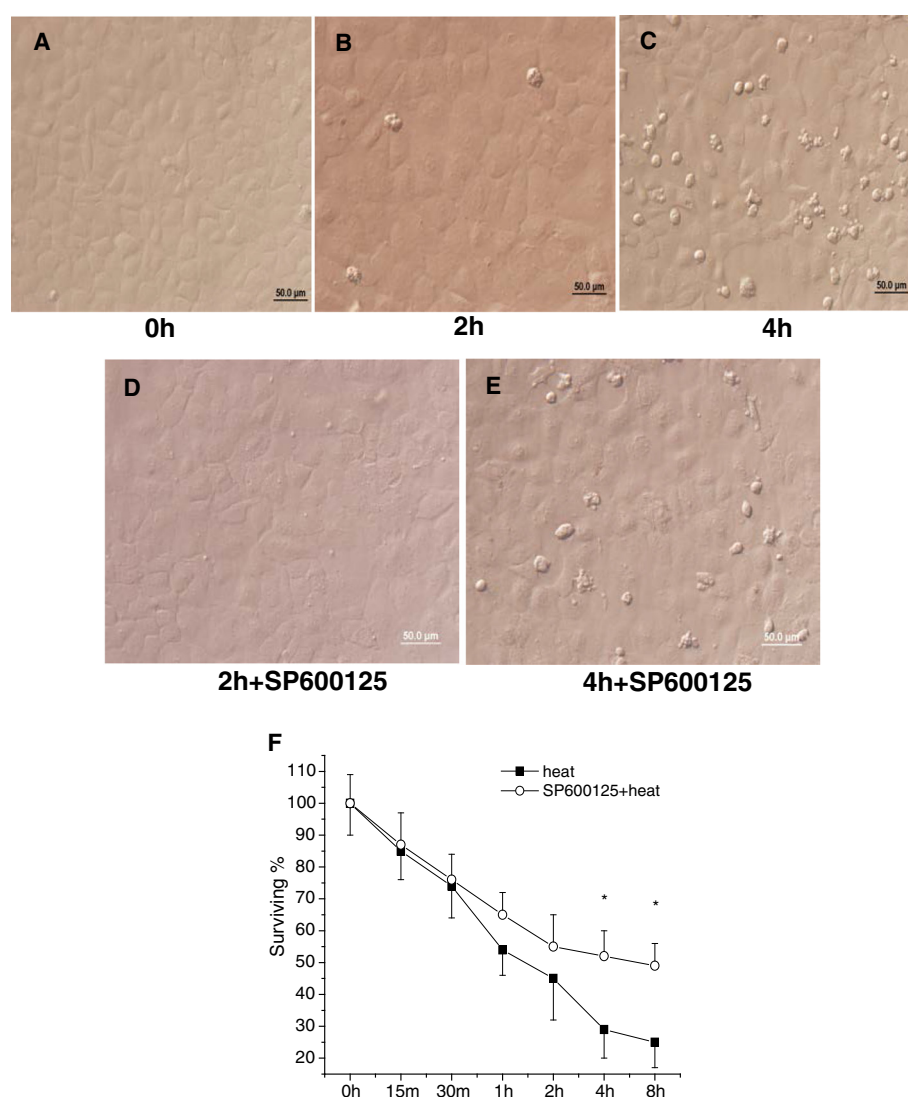 A
B
C
50.0 µm
50.0 µm
50.0 µm
0h
2h
4h
D
E
50.0 µm
50.0 µm
2h+SP600125
4h+SP600125
F
heat
SP600125+heat
110
100
90
80
70
60
50
40
30
20
Surviving %
*
*
0h 15m 30m 1h 2h 4h 8h